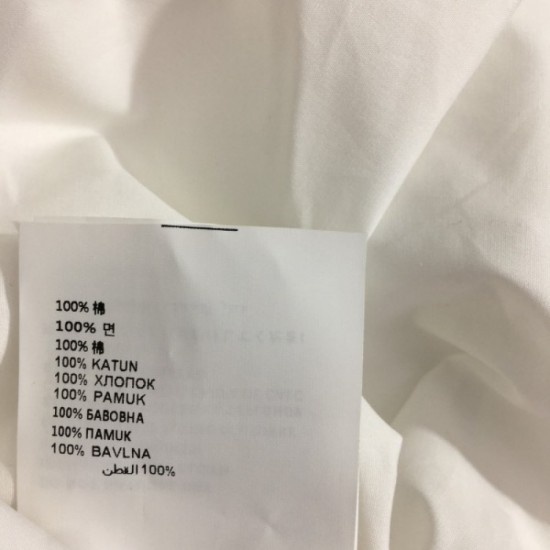 100% 棉
100% 면
100% 棉
100% KATUN
100% ХЛОПОК
100% PAMUK
100% БАВОВНА
100% ПАМУК
100% BAVLNA
100% القطن